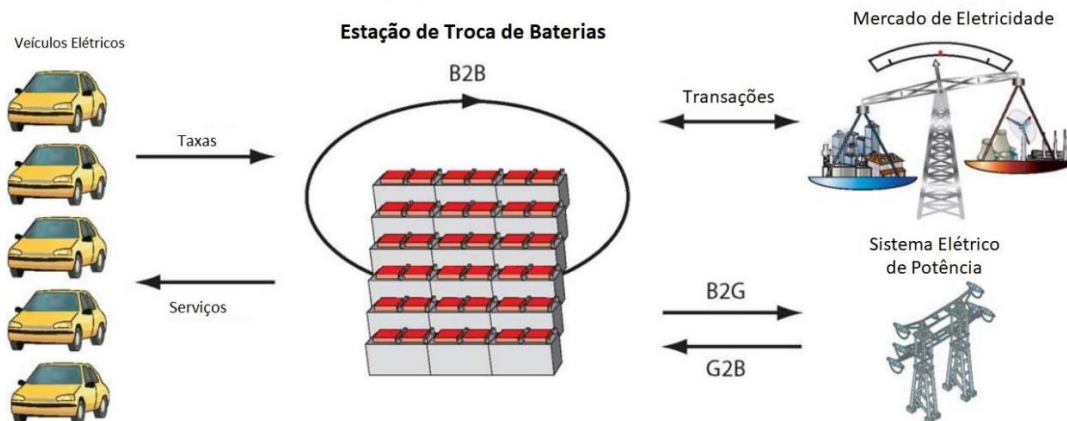 Veículos Elétricos
Taxas
Serviços
Estação de Troca de Baterias
B2B
Transações
Mercado de Eletricidade
B2G
G2B
Sistema Elétrico
de Potência